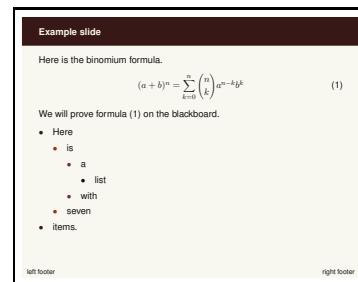 Example slide
Here is the binomium formula.
(a + b)^n = \sum_{k=0}^{n} \binom{n}{k} a^{n-k} b^k (1)
We will prove formula (1) on the blackboard.
• Here
• is
• a
• list
• with
• seven
• items.
left footer right footer